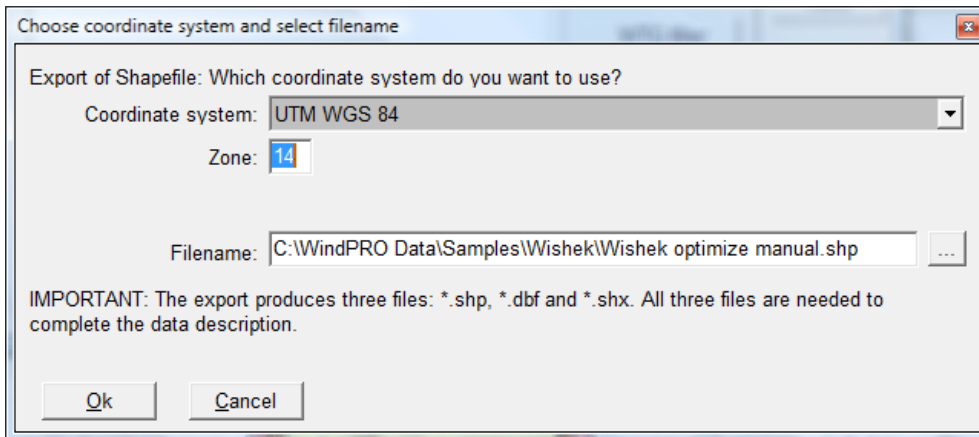 Choose coordinate system and select filename
Export of Shapefile: Which coordinate system do you want to use?
Coordinate system: UTM WGS 84
Zone: 14
Filename: C:\WindPRO Data\Samples\Wishek\Wishek optimize manual.shp ...
IMPORTANT: The export produces three files: *.shp, *.dbf and *.shx. All three files are needed to
complete the data description.
Ok Cancel